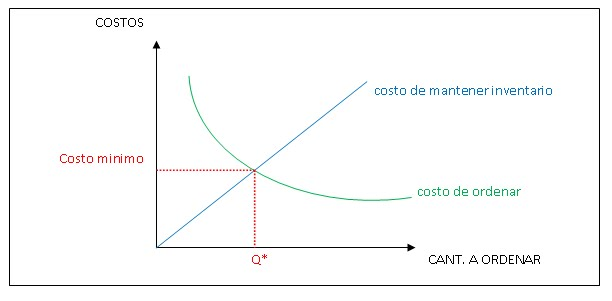 COSTOS
costo de mantener inventario
Costo minimo
costo de ordenar
Q*
CANT. A ORDENAR